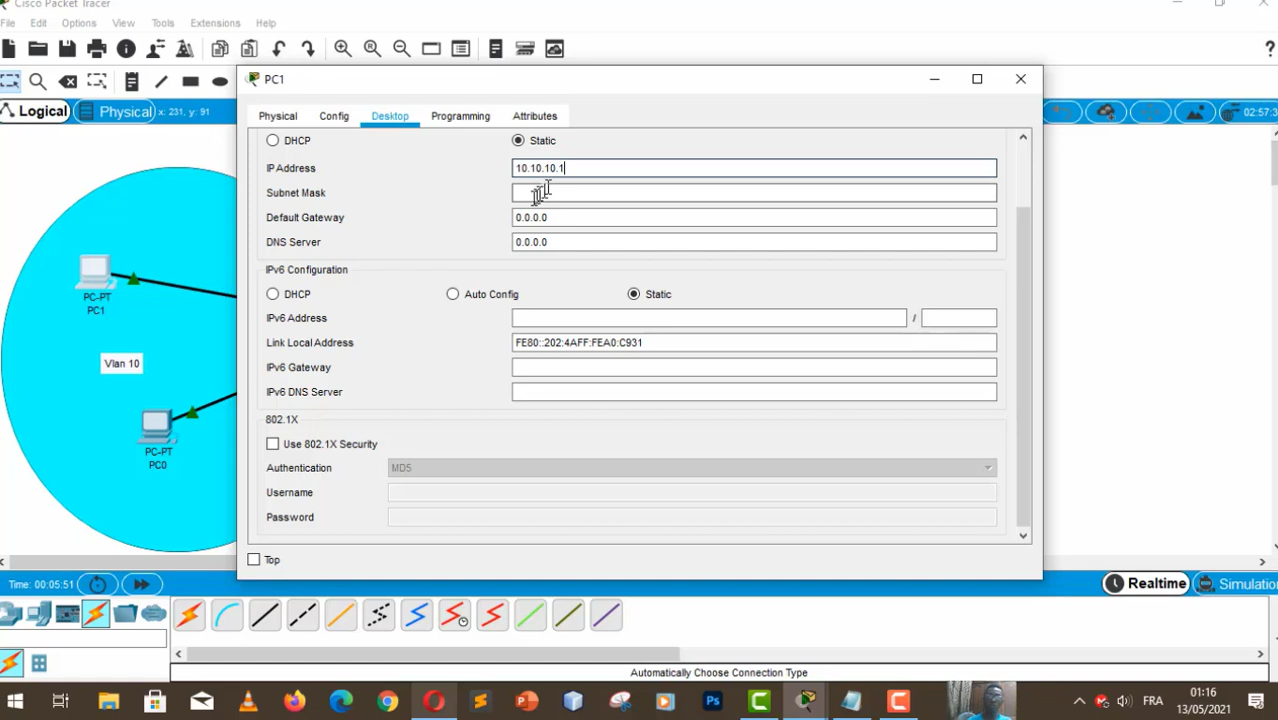 Cisco Packet Tracer
File Edit Options View Tools Extensions Help
Logical Physical x: 231, y: 91
02:57:3
PC1
Physical Config Desktop Programming Attributes
DHCP Static
IP Address 10.10.10.1
Subnet Mask
Default Gateway 0.0.0.0
DNS Server 0.0.0.0
IPv6 Configuration
DHCP Auto Config Static
IPv6 Address /
Link Local Address FE80::202:4AFF:FEA0:C931
IPv6 Gateway
IPv6 DNS Server
802.1X
Use 802.1X Security
Authentication MD5
Username
Password
Top
PC-PT
PC1
Vlan 10
PC-PT
PC0
Time: 00:05:51
Realtime Simulation
Automatically Choose Connection Type
FRA
01:16
13/05/2021